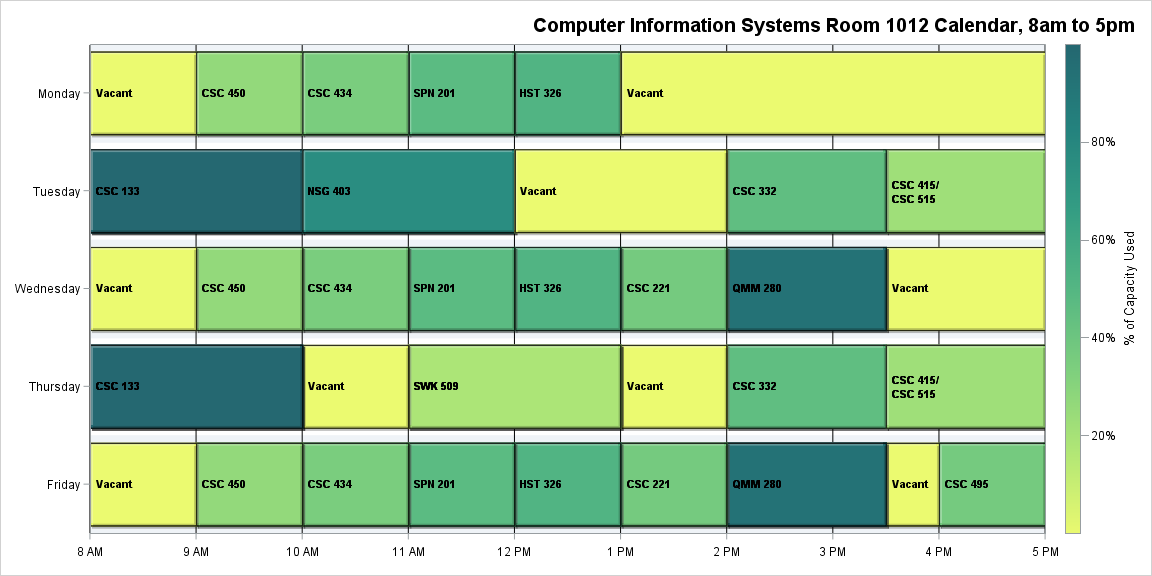 Computer Information Systems Room 1012 Calendar, 8am to 5pm
Monday
Vacant
CSC 450
CSC 434
SPN 201
HST 326
Vacant
Tuesday
CSC 133
NSG 403
Vacant
CSC 332
CSC 415/
CSC 515
Wednesday
Vacant
CSC 450
CSC 434
SPN 201
HST 326
CSC 221
QMM 280
Vacant
Thursday
CSC 133
Vacant
SWK 509
Vacant
CSC 332
CSC 415/
CSC 515
Friday
Vacant
CSC 450
CSC 434
SPN 201
HST 326
CSC 221
QMM 280
Vacant
CSC 495
8 AM
9 AM
10 AM
11 AM
12 PM
1 PM
2 PM
3 PM
4 PM
5 PM
80%
60%
40%
20%
% of Capacity Used